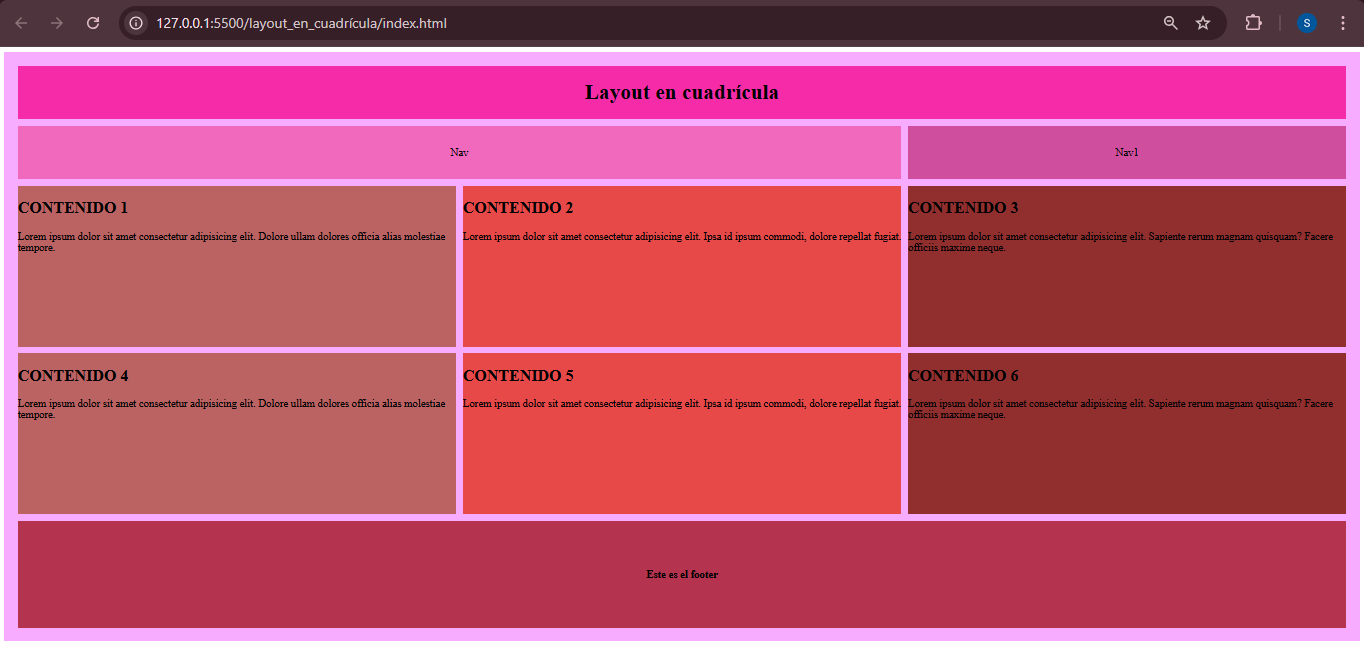 127.0.0.1:5500/layout_en_cuadrícula/index.html
S
Layout en cuadrícula
Nav
Nav1
CONTENIDO 1
Lorem ipsum dolor sit amet consectetur adipisicing elit. Dolore ullam dolores officia alias molestiae
tempore.
CONTENIDO 2
Lorem ipsum dolor sit amet consectetur adipisicing elit. Ipsa id ipsum commodi, dolore repellat fugiat.
CONTENIDO 3
Lorem ipsum dolor sit amet consectetur adipisicing elit. Sapiente rerum magnam quisquam? Facere
officiis maxime neque.
CONTENIDO 4
Lorem ipsum dolor sit amet consectetur adipisicing elit. Dolore ullam dolores officia alias molestiae
tempore.
CONTENIDO 5
Lorem ipsum dolor sit amet consectetur adipisicing elit. Ipsa id ipsum commodi, dolore repellat fugiat.
CONTENIDO 6
Lorem ipsum dolor sit amet consectetur adipisicing elit. Sapiente rerum magnam quisquam? Facere
officiis maxime neque.
Este es el footer